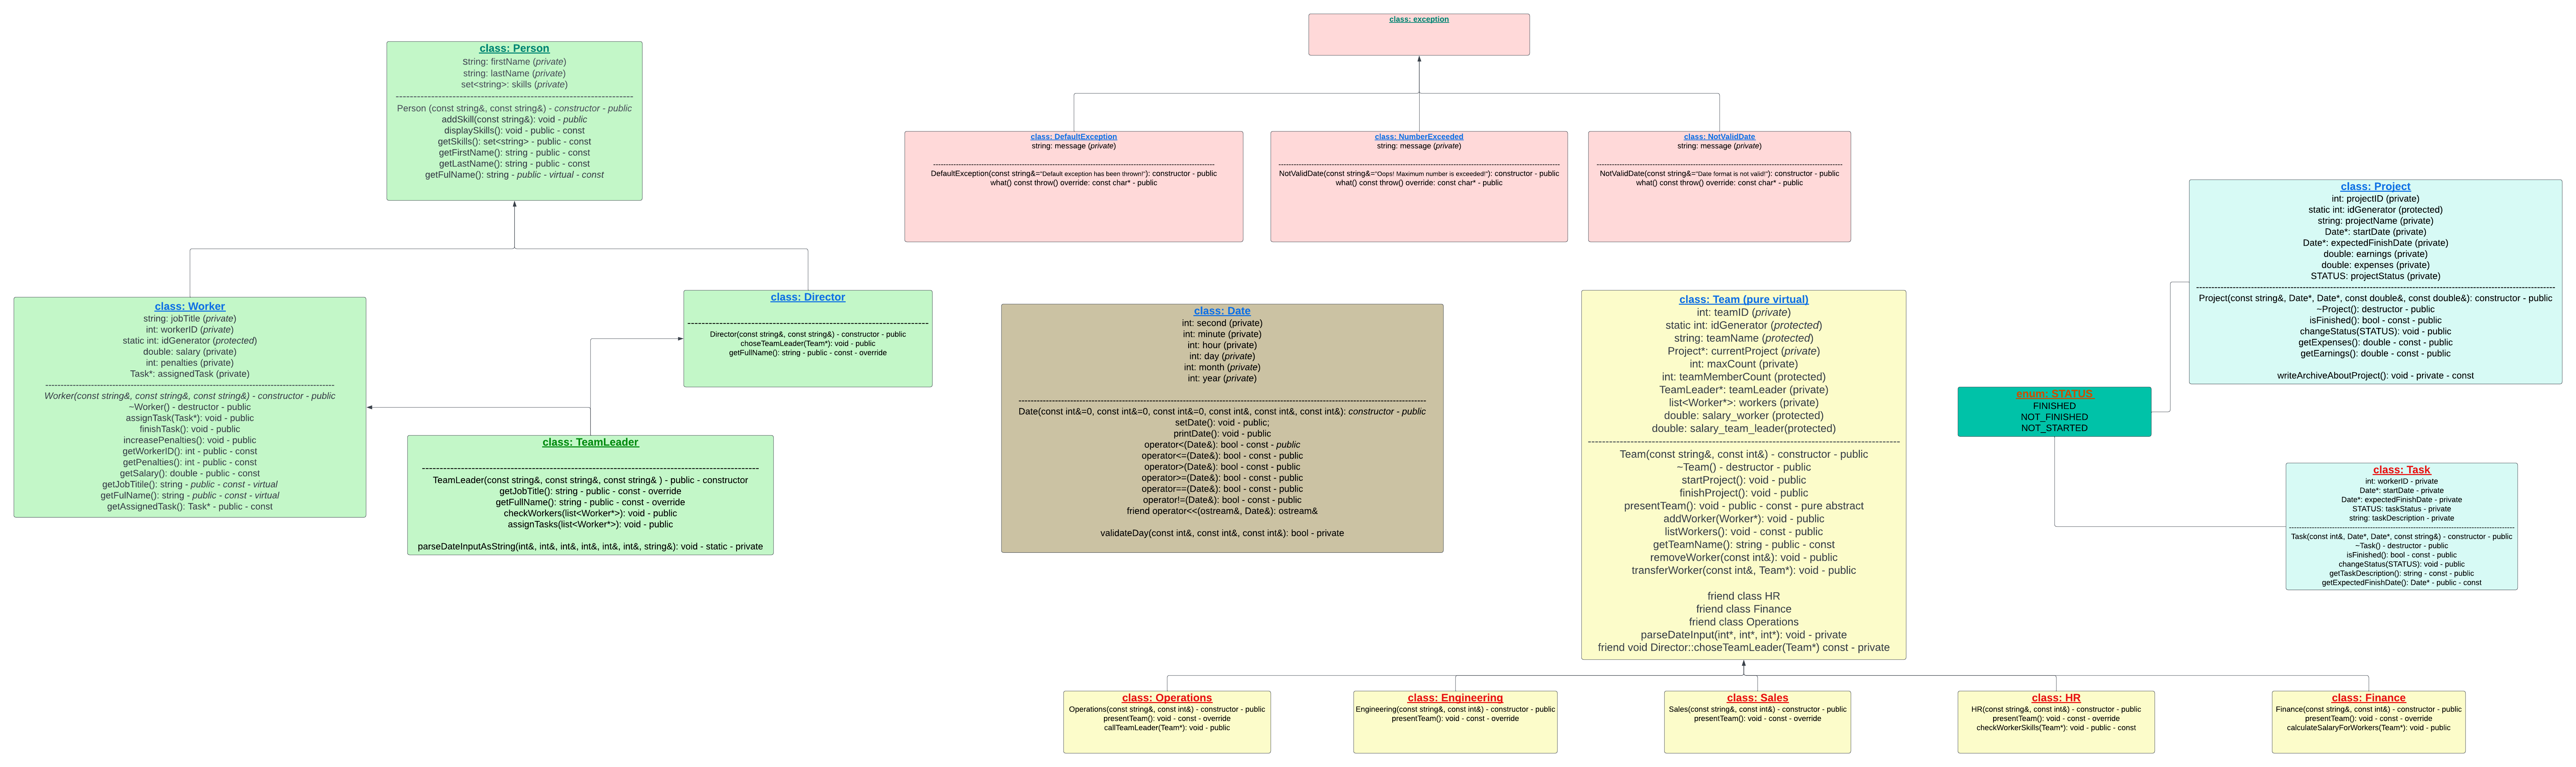 class: exception
class: Person
string: firstName (private)
string: lastName (private)
set<string>: skills (private)
--------------------------------------------------------------------
Person (const string&, const string&) - constructor - public
addSkill(const string&): void - public
displaySkills(): void - public - const
getSkills(): set<string> - public - const
getFirstName(): string - public - const
getLastName(): string - public - const
getFulName(): string - public - virtual - const
class: DefaultException
string: message (private)
--------------------------------------------------------------------
DefaultException(const string&="Default exception has been thrown!"): constructor - public
what() const throw() override: const char* - public
class: NumberExceeded
string: message (private)
--------------------------------------------------------------------
NotValidDate(const string&="Oops! Maximum number is exceeded!"): constructor - public
what() const throw() override: const char* - public
class: NotValidDate
string: message (private)
--------------------------------------------------------------------
NotValidDate(const string&="Date format is not valid!"): constructor - public
what() const throw() override: const char* - public
class: Project
int: projectID (private)
static int: idGenerator (protected)
string: projectName (private)
Date*: startDate (private)
Date*: expectedFinishDate (private)
double: earnings (private)
double: expenses (private)
STATUS: projectStatus (private)
--------------------------------------------------------------------
Project(const string&, Date*, Date*, const double&, const double&): constructor - public
~Project(): destructor - public
isFinished(): bool - const - public
changeStatus(STATUS): void - public
getExpenses(): double - const - public
getEarnings(): double - const - public
writeArchiveAboutProject(): void - private - const
class: Worker
string: jobTitle (private)
int: workerID (private)
static int: idGenerator (protected)
double: salary (private)
int: penalties (private)
Task*: assignedTask (private)
--------------------------------------------------------------------
Worker(const string&, const string&, const string&) - constructor - public
~Worker() - destructor - public
assignTask(Task*): void - public
finishTask(): void - public
increasePenalties(): void - public
getWorkerID(): int - public - const
getPenalties(): int - public - const
getSalary(): double - public - const
getJobTitile(): string - public - const - virtual
getFulName(): string - public - const - virtual
getAssignedTask(): Task* - public - const
class: Director
--------------------------------------------------------------------
Director(const string&, const string&) - constructor - public
choseTeamLeader(Team*): void - public
getFullName(): string - public - const - override
class: TeamLeader
--------------------------------------------------------------------
TeamLeader(const string&, const string&, const string& ) - public - constructor
getJobTitle(): string - public - const - override
getFullName(): string - public - const - override
checkWorkers(list<Worker*>): void - public
assignTasks(list<Worker*>): void - public
parseDateInputAsString(int&, int&, int&, int&, int&, int&, string&): void - static - private
class: Date
int: second (private)
int: minute (private)
int: hour (private)
int: day (private)
int: month (private)
int: year (private)
--------------------------------------------------------------------
Date(const int&=0, const int&=0, const int&=0, const int&, const int&, const int&): constructor - public
setDate(): void - public;
printDate(): void - public
operator<(Date&): bool - const - public
operator<=(Date&): bool - const - public
operator>(Date&): bool - const - public
operator>=(Date&): bool - const - public
operator==(Date&): bool - const - public
operator!=(Date&): bool - const - public
friend operator<<(ostream&, Date&): ostream&
validateDay(const int&, const int&, const int&): bool - private
class: Team (pure virtual)
int: teamID (private)
static int: idGenerator (protected)
string: teamName (protected)
Project*: currentProject (private)
int: maxCount (private)
int: teamMemberCount (protected)
TeamLeader*: teamLeader (private)
list<Worker*>: workers (private)
double: salary_worker (protected)
double: salary_team_leader(protected)
--------------------------------------------------------------------
Team(const string&, const int&) - constructor - public
~Team() - destructor - public
startProject(): void - public
finishProject(): void - public
presentTeam(): void - public - const - pure abstract
addWorker(Worker*): void - public
listWorkers(): void - const - public
getTeamName(): string - public - const
removeWorker(const int&): void - public
transferWorker(const int&, Team*): void - public
friend class HR
friend class Finance
friend class Operations
parseDateInput(int*, int*, int*): void - private
friend void Director::choseTeamLeader(Team*) const - private
enum: STATUS
FINISHED
NOT_FINISHED
NOT_STARTED
class: Task
int: workerID - private
Date*: startDate - private
Date*: expectedFinishDate - private
STATUS: taskStatus - private
string: taskDescription - private
--------------------------------------------------------------------
Task(const int&, Date*, Date*, const string&) - constructor - public
~Task() - destructor - public
isFinished(): bool - const - public
changeStatus(STATUS): void - public
getTaskDescription(): string - const - public
getExpectedFinishDate(): Date* - public - const
class: Operations
Operations(const string&, const int&) - constructor - public
presentTeam(): void - const - override
callTeamLeader(Team*): void - public
class: Engineering
Engineering(const string&, const int&) - constructor - public
presentTeam(): void - const - override
class: Sales
Sales(const string&, const int&) - constructor - public
presentTeam(): void - const - override
class: HR
HR(const string&, const int&) - constructor - public
presentTeam(): void - const - override
checkWorkerSkills(Team*): void - public - const
class: Finance
Finance(const string&, const int&) - constructor - public
presentTeam(): void - const - override
calculateSalaryForWorkers(Team*): void - public